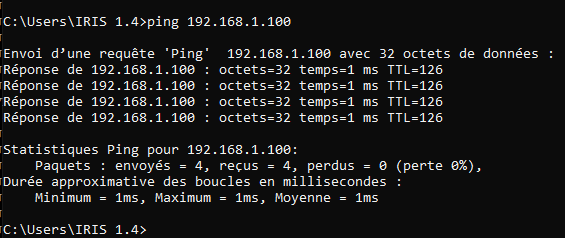 C:\Users\IRIS 1.4>ping 192.168.1.100
Envoi d’une requête 'Ping'  192.168.1.100 avec 32 octets de données :
Réponse de 192.168.1.100 : octets=32 temps=1 ms TTL=126
Réponse de 192.168.1.100 : octets=32 temps=1 ms TTL=126
Réponse de 192.168.1.100 : octets=32 temps=1 ms TTL=126
Réponse de 192.168.1.100 : octets=32 temps=1 ms TTL=126
Statistiques Ping pour 192.168.1.100:
    Paquets : envoyés = 4, reçus = 4, perdus = 0 (perte 0%),
Durée approximative des boucles en millisecondes :
    Minimum = 1ms, Maximum = 1ms, Moyenne = 1ms
C:\Users\IRIS 1.4>